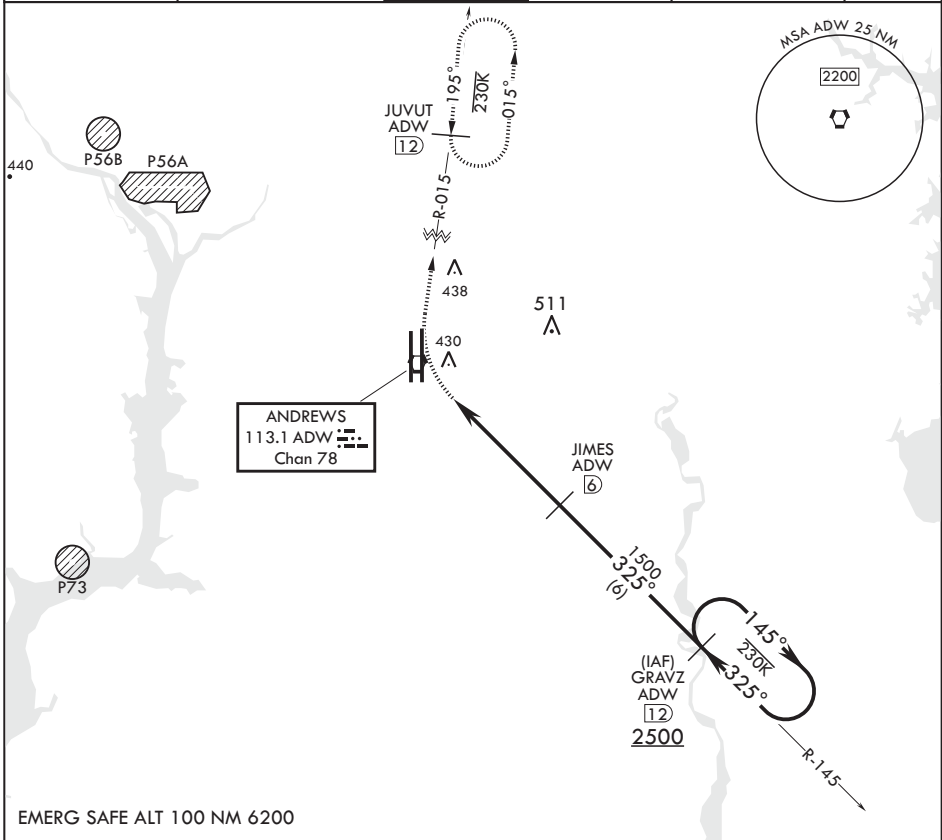 MSA ADW 25 NM
2200
195°
230K
015°
JUVUT
ADW
12
P56B
P56A
440
R-015
438
511
430
ANDREWS
113.1 ADW
Chan 78
JIMES
ADW
6
1500
325°
(6)
P73
145°
230K
325°
(IAF)
GRAVZ
ADW
12
2500
R-145
EMERG SAFE ALT 100 NM 6200